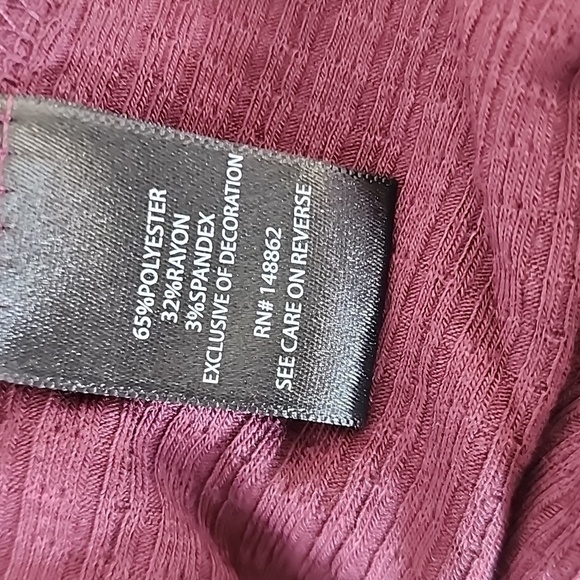 65%POLYESTER
32%RAYON
3%SPANDEX
EXCLUSIVE OF DECORATION
RN# 148862
SEE CARE ON REVERSE